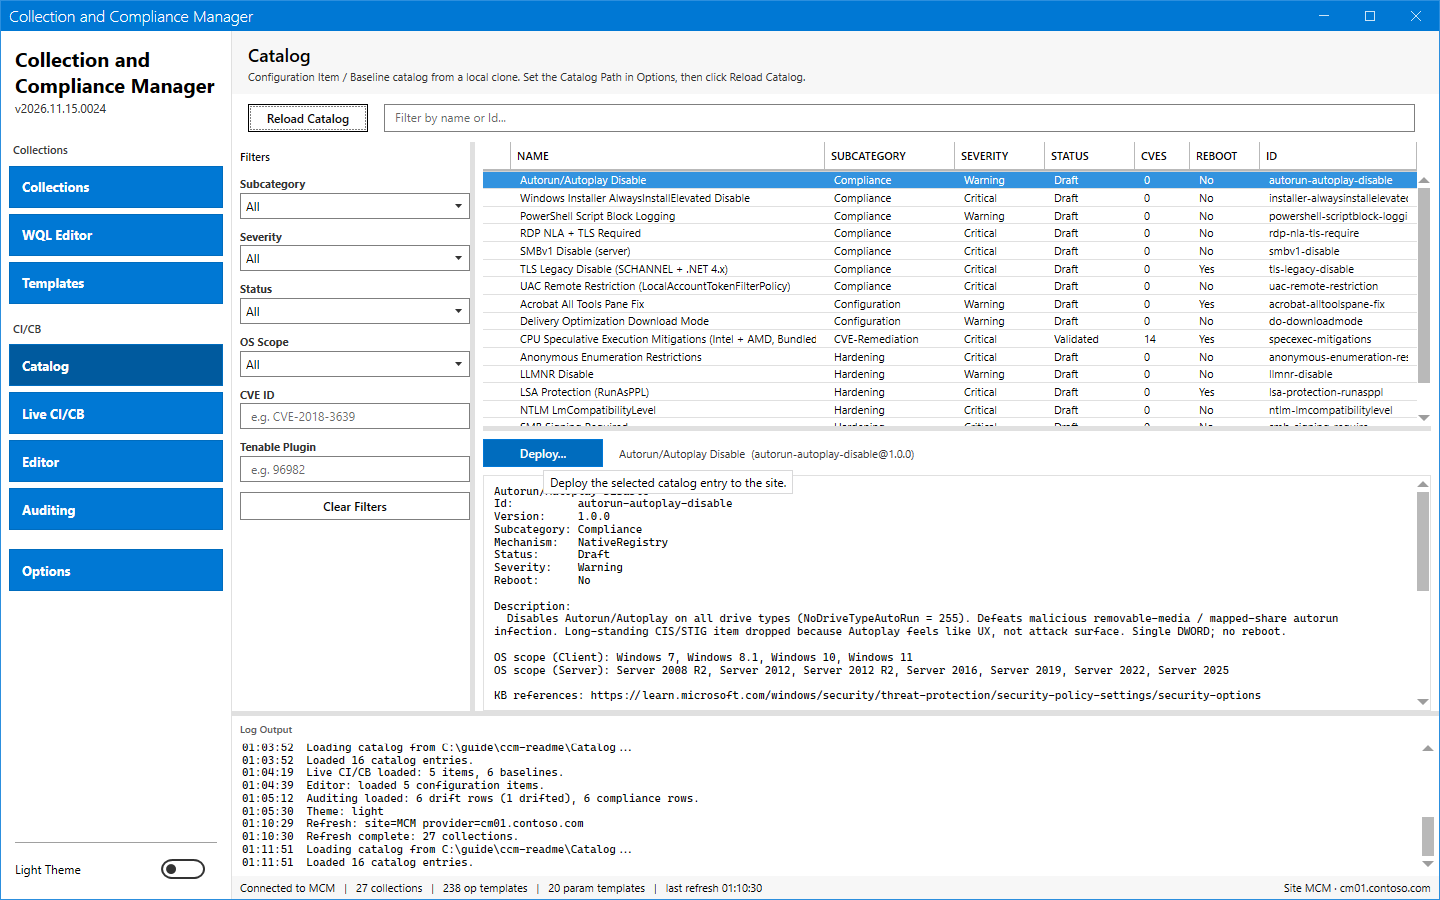 Collection and Compliance Manager
Collection and
Compliance Manager
v2026.11.15.0024
Collections
Collections
WQL Editor
Templates
CI/CB
Catalog
Live CI/CB
Editor
Auditing
Options
Light Theme
Catalog
Configuration Item / Baseline catalog from a local clone. Set the Catalog Path in Options, then click Reload Catalog.
Reload Catalog
Filter by name or Id...
Filters
Subcategory
All
Severity
All
Status
All
OS Scope
All
CVE ID
e.g. CVE-2018-3639
Tenable Plugin
e.g. 96982
Clear Filters
NAME SUBCATEGORY SEVERITY STATUS CVES REBOOT ID
Autorun/Autoplay Disable Compliance Warning Draft 0 No autorun-autoplay-disable
Windows Installer AlwaysInstallElevated Disable Compliance Critical Draft 0 No installer-alwaysinstallelevated
PowerShell Script Block Logging Compliance Warning Draft 0 No powershell-scriptblock-loggi
RDP NLA + TLS Required Compliance Critical Draft 0 No rdp-nla-tls-require
SMBv1 Disable (server) Compliance Critical Draft 0 No smbv1-disable
TLS Legacy Disable (SCHANNEL + .NET 4.x) Compliance Critical Draft 0 Yes tls-legacy-disable
UAC Remote Restriction (LocalAccountTokenFilterPolicy) Compliance Critical Draft 0 No uac-remote-restriction
Acrobat All Tools Pane Fix Configuration Warning Draft 0 Yes acrobat-alltoolspane-fix
Delivery Optimization Download Mode Configuration Warning Draft 0 No do-downloadmode
CPU Speculative Execution Mitigations (Intel + AMD, Bundled CVE-Remediation Critical Validated 14 Yes specexec-mitigations
Anonymous Enumeration Restrictions Hardening Critical Draft 0 No anonymous-enumeration-res
LLMNR Disable Hardening Warning Draft 0 No llmnr-disable
LSA Protection (RunAsPPL) Hardening Critical Draft 0 Yes lsa-protection-runasppl
NTLM LmCompatibilityLevel Hardening Critical Draft 0 No ntlm-lmcompatibilitylevel
SMB Signing Required Hardening Critical Draft 0 No smb-signing-require
Deploy...
Autorun/Autoplay Disable (autorun-autoplay-disable@1.0.0)
Deploy the selected catalog entry to the site.
Autorun/Autoplay Disable
Id: autorun-autoplay-disable
Version: 1.0.0
Subcategory: Compliance
Mechanism: NativeRegistry
Status: Draft
Severity: Warning
Reboot: No
Description:
Disables Autorun/Autoplay on all drive types (NoDriveTypeAutoRun = 255). Defeats malicious removable-media / mapped-share autorun
infection. Long-standing CIS/STIG item dropped because Autoplay feels like UX, not attack surface. Single DWORD; no reboot.
OS scope (Client): Windows 7, Windows 8.1, Windows 10, Windows 11
OS scope (Server): Server 2008 R2, Server 2012, Server 2012 R2, Server 2016, Server 2019, Server 2022, Server 2025
KB references: https://learn.microsoft.com/windows/security/threat-protection/security-policy-settings/security-options
Log Output
01:03:52 Loading catalog from C:\guide\ccm-readme\Catalog...
01:03:52 Loaded 16 catalog entries.
01:04:19 Live CI/CB loaded: 5 items, 6 baselines.
01:04:39 Editor: loaded 5 configuration items.
01:05:12 Auditing loaded: 6 drift rows (1 drifted), 6 compliance rows.
01:05:30 Theme: light
01:10:29 Refresh: site=MCM provider=cm01.contoso.com
01:10:30 Refresh complete: 27 collections.
01:11:51 Loading catalog from C:\guide\ccm-readme\Catalog...
01:11:51 Loaded 16 catalog entries.
Connected to MCM | 27 collections | 238 op templates | 20 param templates | last refresh 01:10:30
Site MCM · cm01.contoso.com